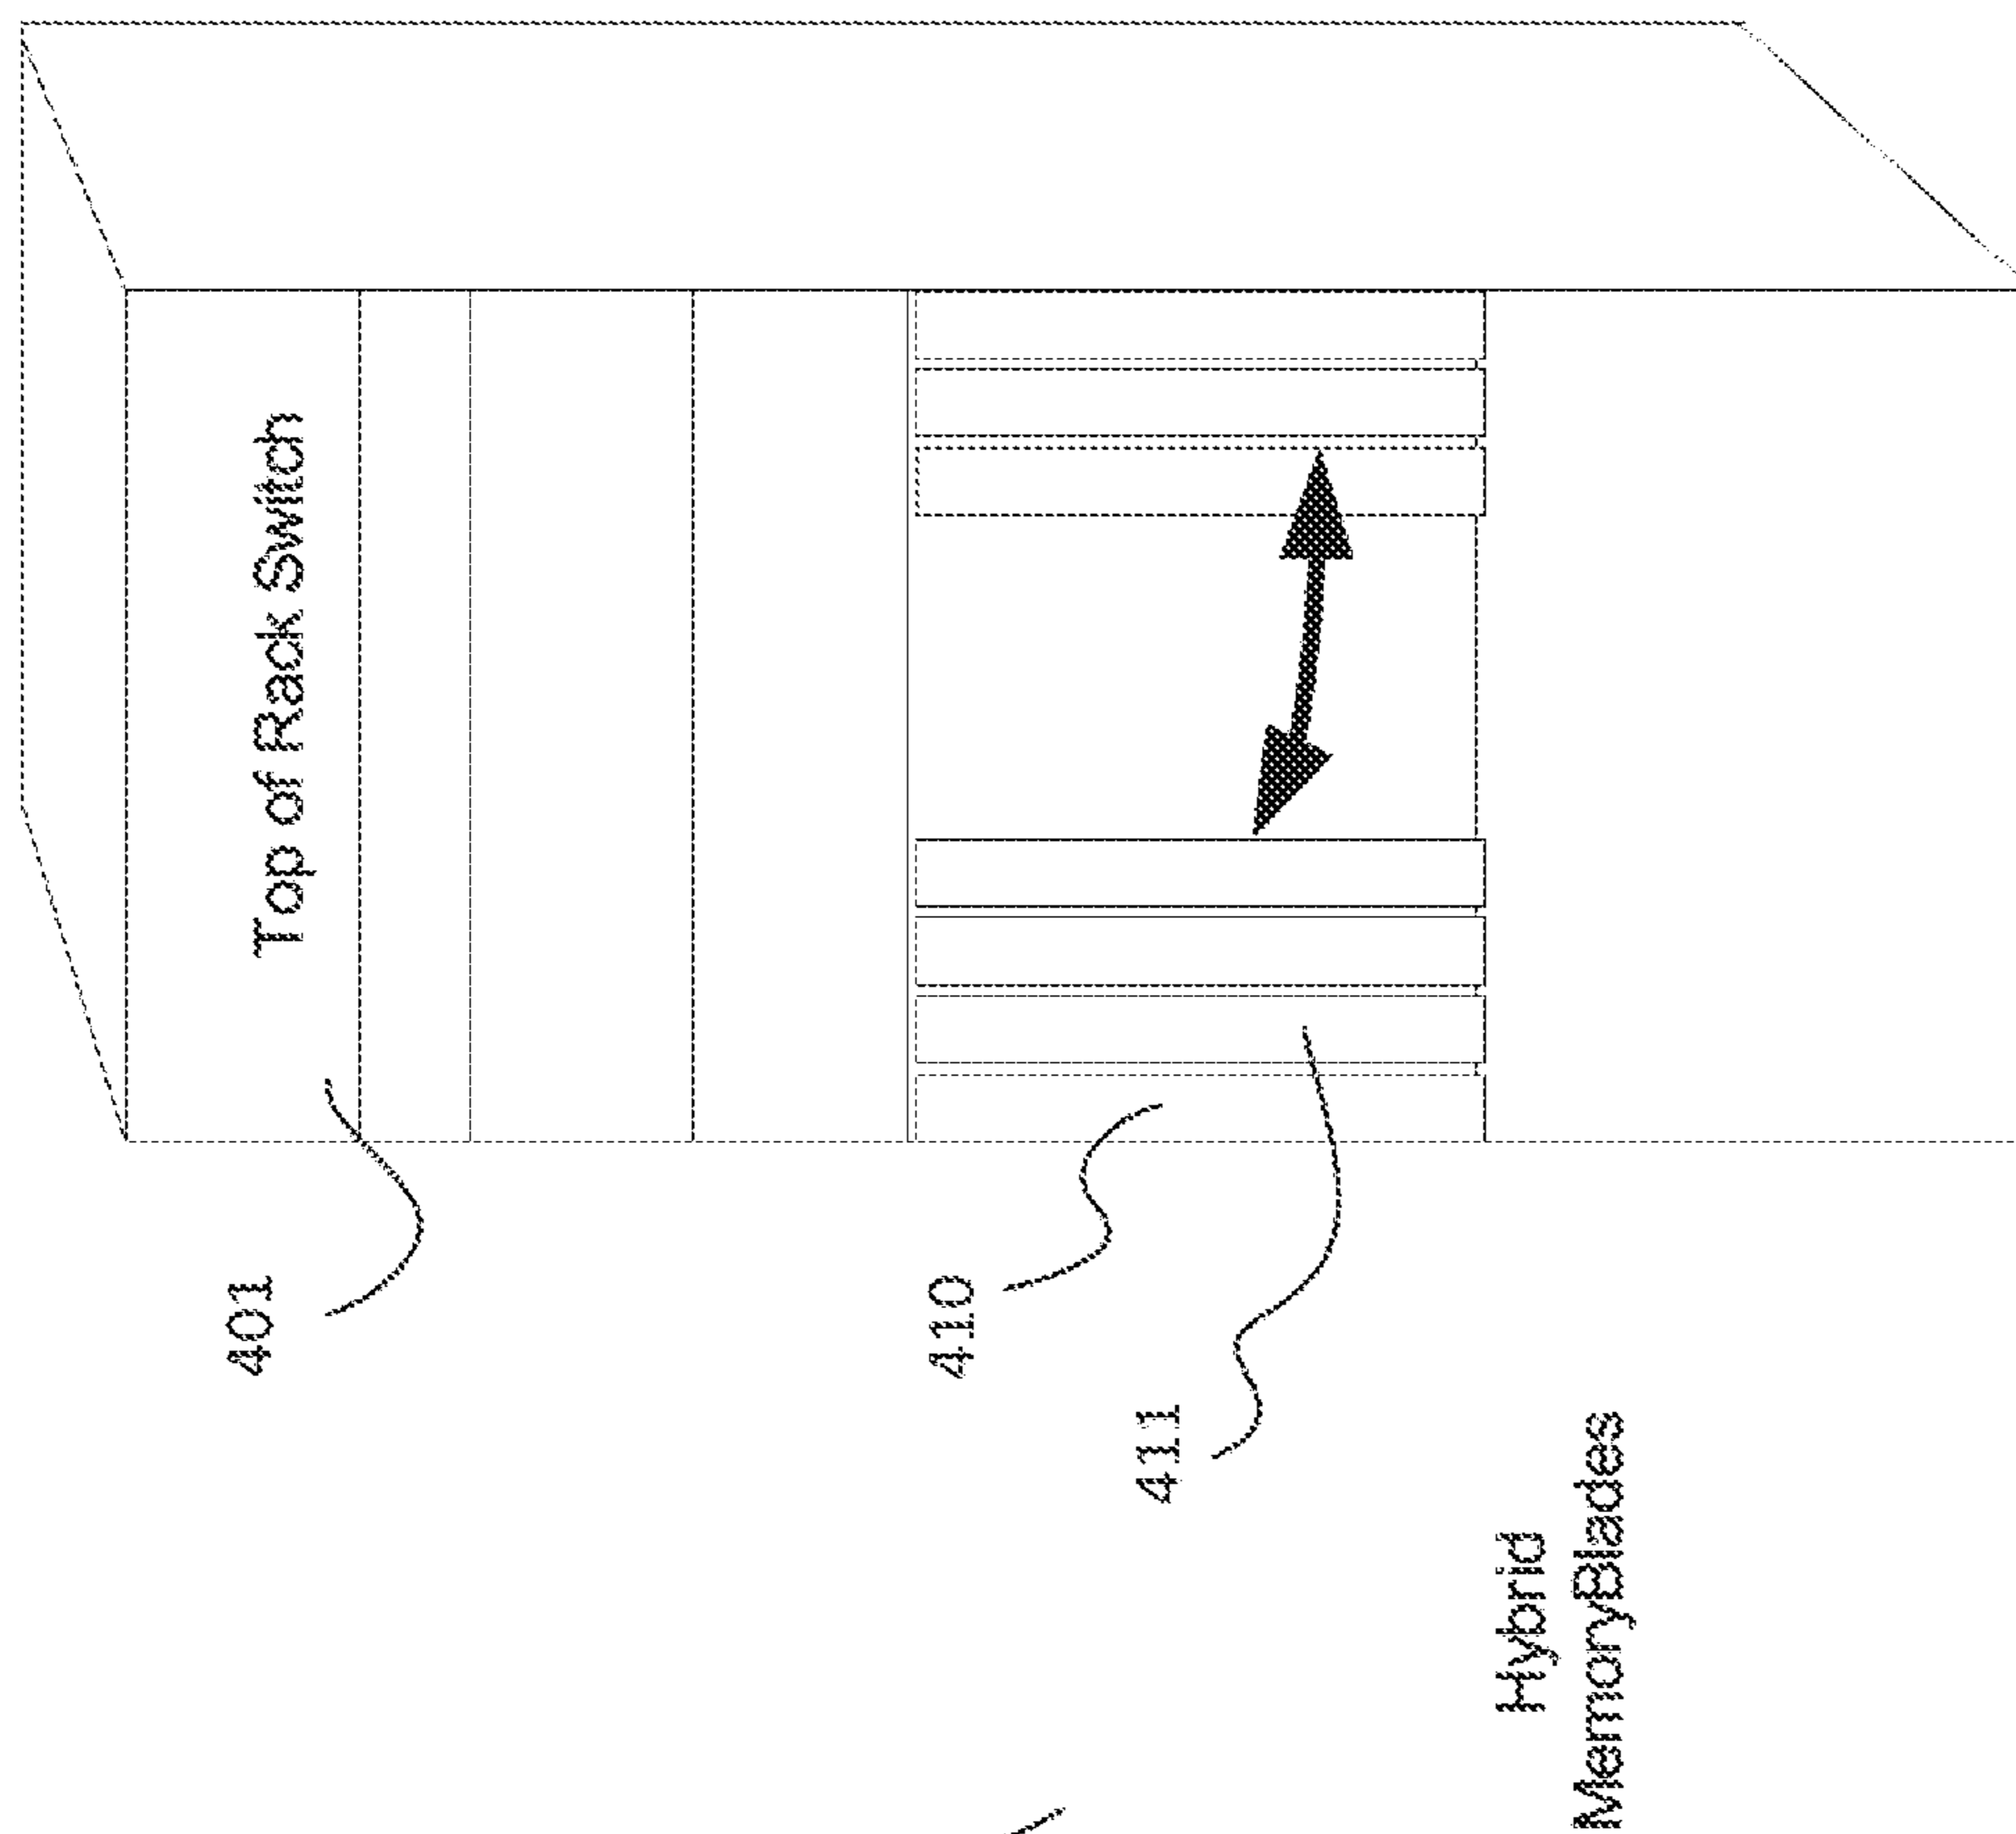 Top of Rack Switch
401
410
411
Hybrid
MemoryBlades